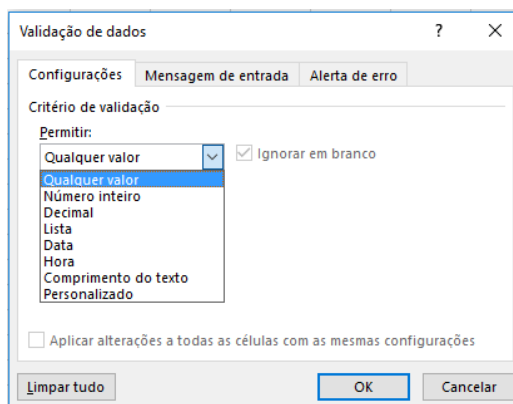 Validação de dados ?
Configurações Mensagem de entrada Alerta de erro
Critério de validação
Permitir:
Qualquer valor Ignorar em branco
Qualquer valor
Número inteiro
Decimal
Lista
Data
Hora
Comprimento do texto
Personalizado
Aplicar alterações a todas as células com as mesmas configurações
Limpar tudo OK Cancelar